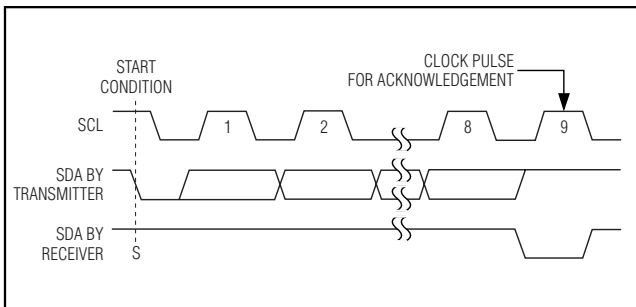 START
CONDITION
CLOCK PULSE
FOR ACKNOWLEDGEMENT
SCL
1
2
8
9
SDA BY
TRANSMITTER
SDA BY
RECEIVER
S